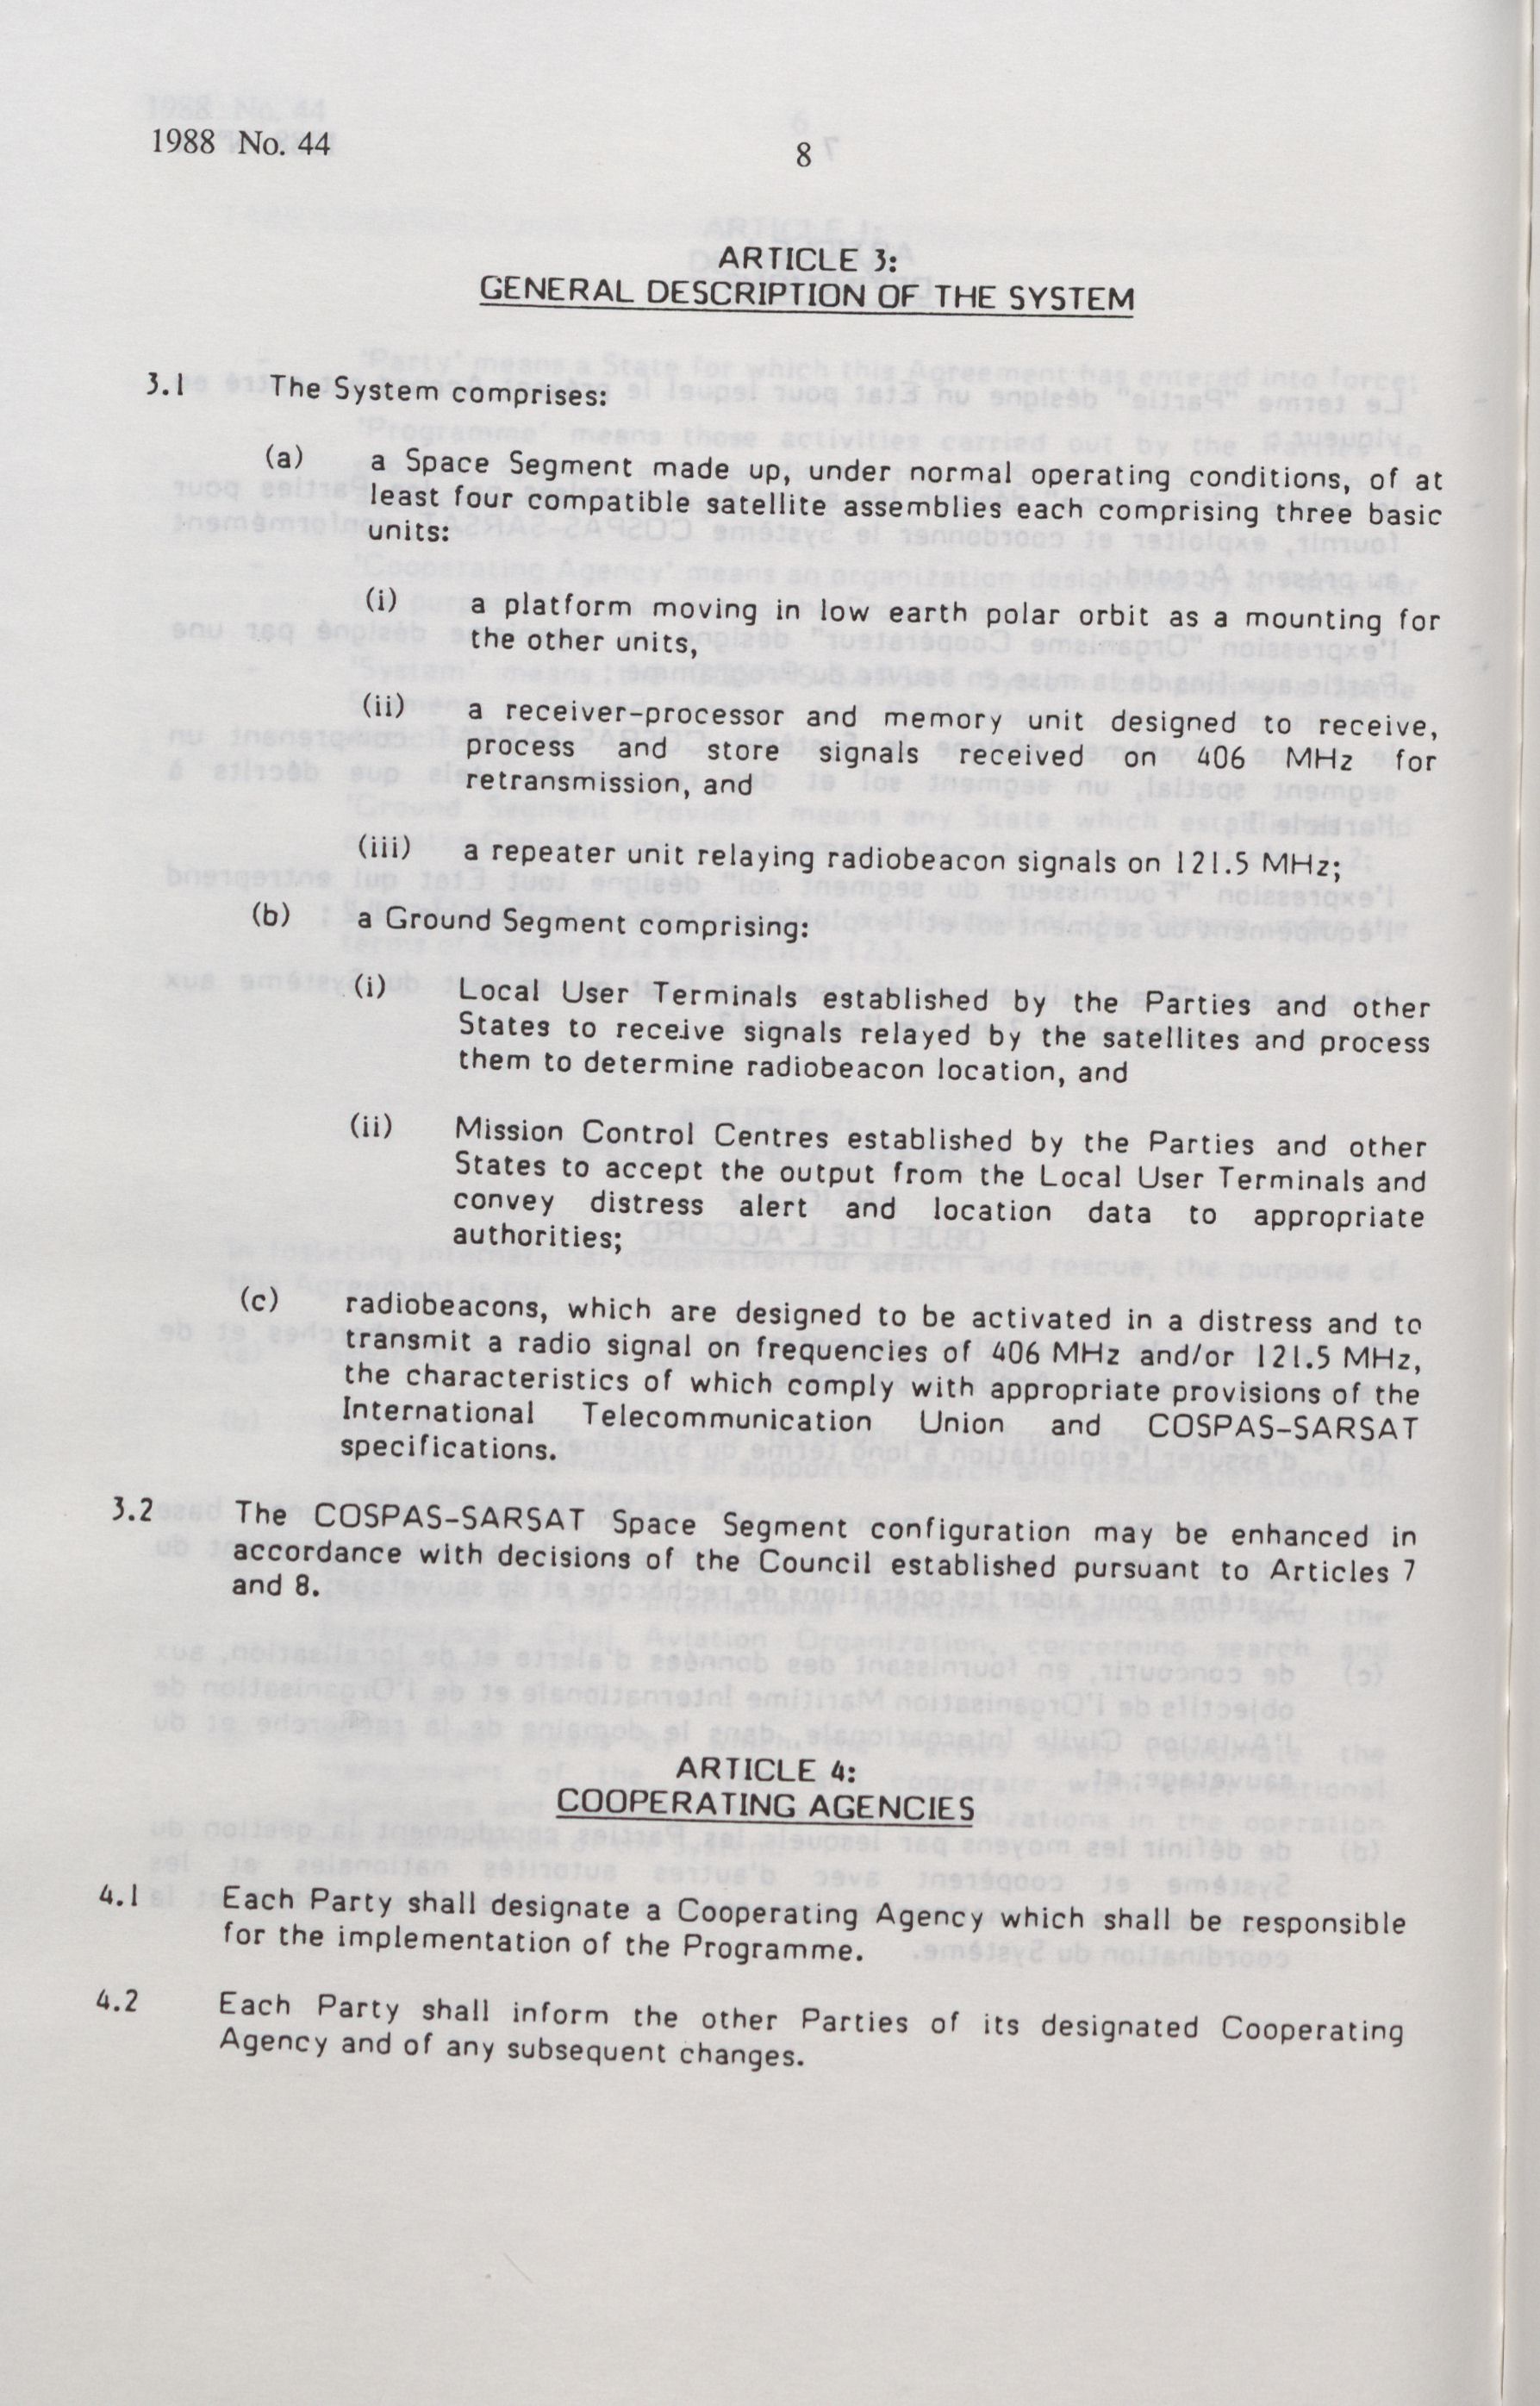 1988 No. 44
8
ARTICLE 3:
GENERAL DESCRIPTION OF THE SYSTEM
3.1 The System comprises:
(a) a Space Segment made up, under normal operating conditions, of at
least four compatible satellite assemblies each comprising three basic
units:
(i) a platform moving in low earth polar orbit as a mounting for
the other units,
(ii) a receiver-processor and memory unit designed to receive,
process and store signals received on 406 MHz for
retransmission, and
(iii) a repeater unit relaying radiobeacon signals on 121.5 MHz;
(b) a Ground Segment comprising:
(i) Local User Terminals established by the Parties and other
States to receive signals relayed by the satellites and process
them to determine radiobeacon location, and
(ii) Mission Control Centres established by the Parties and other
States to accept the output from the Local User Terminals and
convey distress alert and location data to appropriate
authorities;
(c) radiobeacons, which are designed to be activated in a distress and to
transmit a radio signal on frequencies of 406 MHz and/or 121.5 MHz,
the characteristics of which comply with appropriate provisions of the
International Telecommunication Union and COSPAS-SARSAT
specifications.
3.2 The COSPAS-SARSAT Space Segment configuration may be enhanced in
accordance with decisions of the Council established pursuant to Articles 7
and 8.
ARTICLE 4:
COOPERATING AGENCIES
4.1 Each Party shall designate a Cooperating Agency which shall be responsible
for the implementation of the Programme.
4.2 Each Party shall inform the other Parties of its designated Cooperating
Agency and of any subsequent changes.